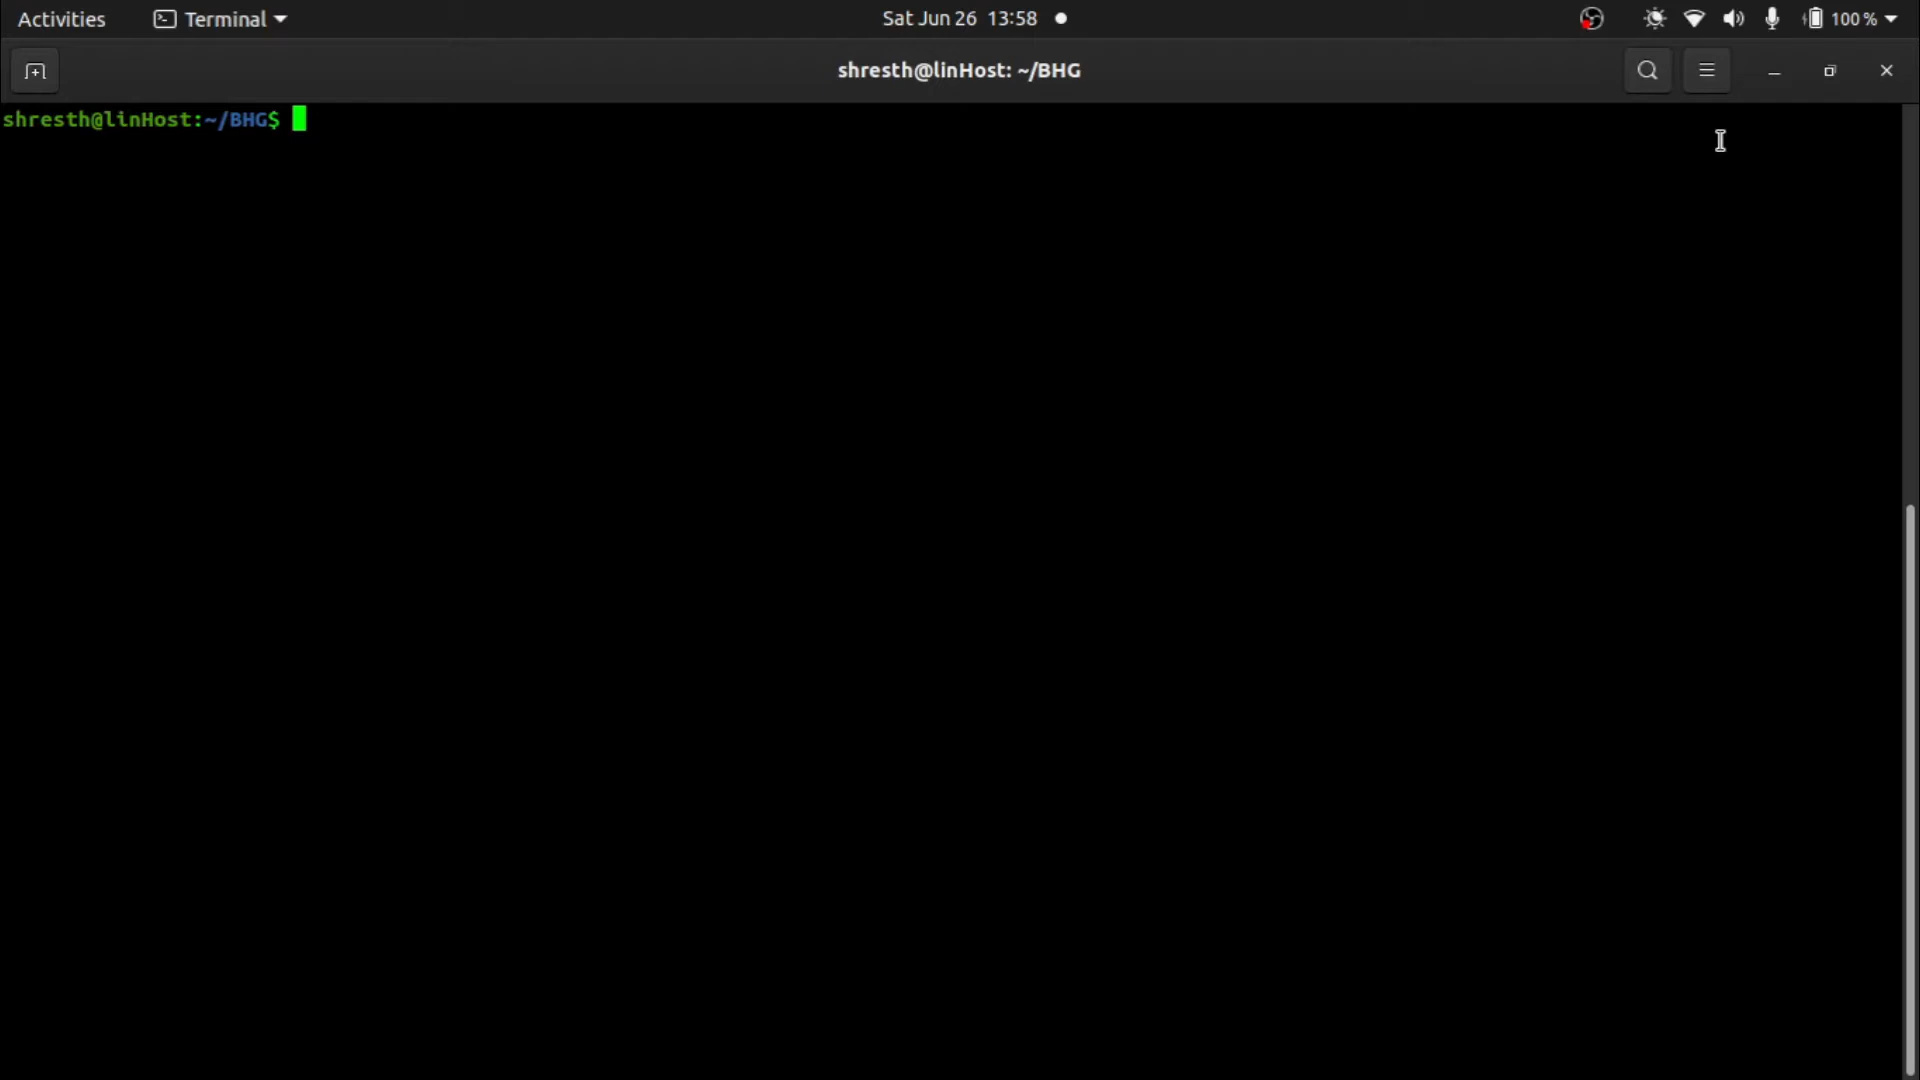 Activities Terminal Sat Jun 26 13:58 100 %
shresth@linHost: ~/BHG
shresth@linHost:~/BHG$